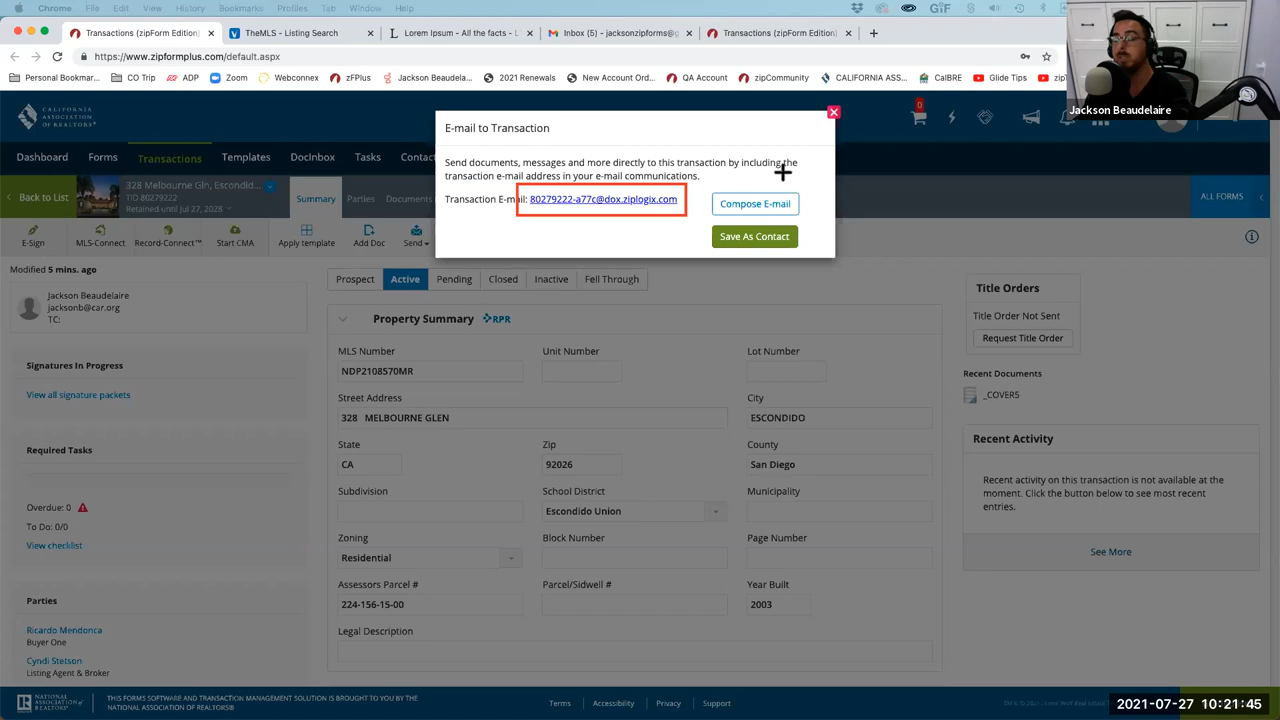 Transactions (zipForm Edition)
TheMLS - Listing Search
Lorem Ipsum - All the facts - L
Inbox (5) - jacksonzipforms@g
Transactions (zipForm Edition)
https://www.zipformplus.com/default.aspx
Personal Bookmar...
CO Trip
ADP
Zoom
Webconnex
zFPlus
Jackson Beaudelair...
2021 Renewals
New Account Ord...
QA Account
zipCommunity
CALIFORNIA ASS...
CalBRE
Glide Tips
Jackson Beaudelaire
CALIFORNIA
ASSOCIATION
OF REALTORS®
0
Dashboard
Forms
Transactions
Templates
DocInbox
Tasks
Back to List
328 Melbourne Gln, Escondid...
TID 80279222
Retained until Jul 27, 2028
Summary
Parties
Documents
ALL FORMS
E-Sign
MLS-Connect
Record-Connect™
Start CMA
Apply template
Add Doc
Send
E-mail to Transaction
Send documents, messages and more directly to this transaction by including the
transaction e-mail address in your e-mail communications.
Transaction E-mail: 80279222-a77c@dox.ziplogix.com
Compose E-mail
Save As Contact
Modified 5 mins. ago
Jackson Beaudelaire
jacksonb@car.org
TC:
Signatures In Progress
View all signature packets
Required Tasks
Overdue: 0
To Do: 0/0
View checklist
Parties
Ricardo Mendonca
Buyer One
Cyndi Stetson
Listing Agent & Broker
Prospect
Active
Pending
Closed
Inactive
Fell Through
Property Summary
RPR
MLS Number
Unit Number
Lot Number
NDP2108570MR
Street Address
City
328 MELBOURNE GLEN
ESCONDIDO
State
Zip
County
CA
92026
San Diego
Subdivision
School District
Municipality
Escondido Union
Zoning
Block Number
Page Number
Residential
Assessors Parcel #
Parcel/Sidwell #
Year Built
224-156-15-00
2003
Legal Description
Title Orders
Title Order Not Sent
Request Title Order
Recent Documents
_COVER5
Recent Activity
Recent activity on this transaction is not available at the
moment. Click the button below to see most recent
entries.
See More
NATIONAL
ASSOCIATION of
REALTORS®
THIS FORMS SOFTWARE AND TRANSACTION MANAGEMENT SOLUTION IS BROUGHT TO YOU BY THE
NATIONAL ASSOCIATION OF REALTORS®
Terms
Accessibility
Privacy
Support
2021-07-27 10:21:45